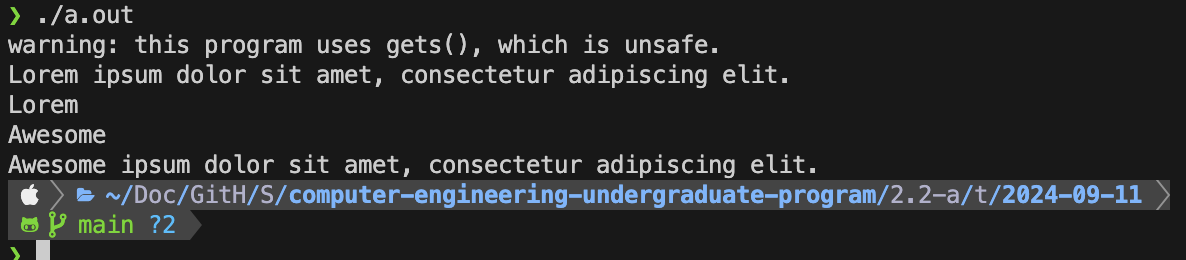 ❯ ./a.out
warning: this program uses gets(), which is unsafe.
Lorem ipsum dolor sit amet, consectetur adipiscing elit.
Lorem
Awesome
Awesome ipsum dolor sit amet, consectetur adipiscing elit.
~/Doc/GitH/S/computer-engineering-undergraduate-program/2.2-a/t/2024-09-11
main ?2
❯